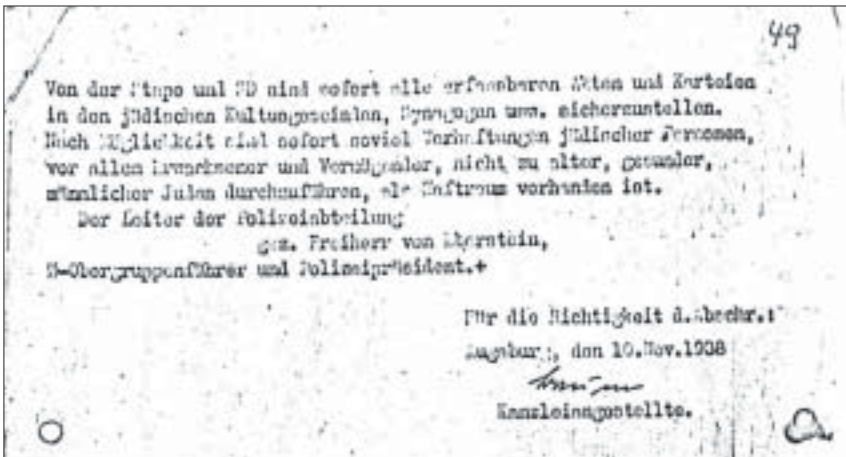 49
Von der Stapo und SD sind sofort alle erfassbaren Akten und Karteien
in den jüdischen Kultusgemeinden, Synagogen usw. sicherzustellen.
Nach Möglichkeit sind sofort soviel Verhaftungen jüdischer Personen,
vor allen Erwachsener und Vermögender, nicht zu alter, gesunder,
männlicher Juden durchzuführen, als Haftraum vorhanden ist.
Der Leiter der Polizeiabteilung
gez. Freiherr von Eberstein,
SS-Obergruppenführer und Polizeipräsident.+
Für die Richtigkeit d.Abschr.:
Augsburg, den 10.Nov.1938
Kanzleiangestellte.